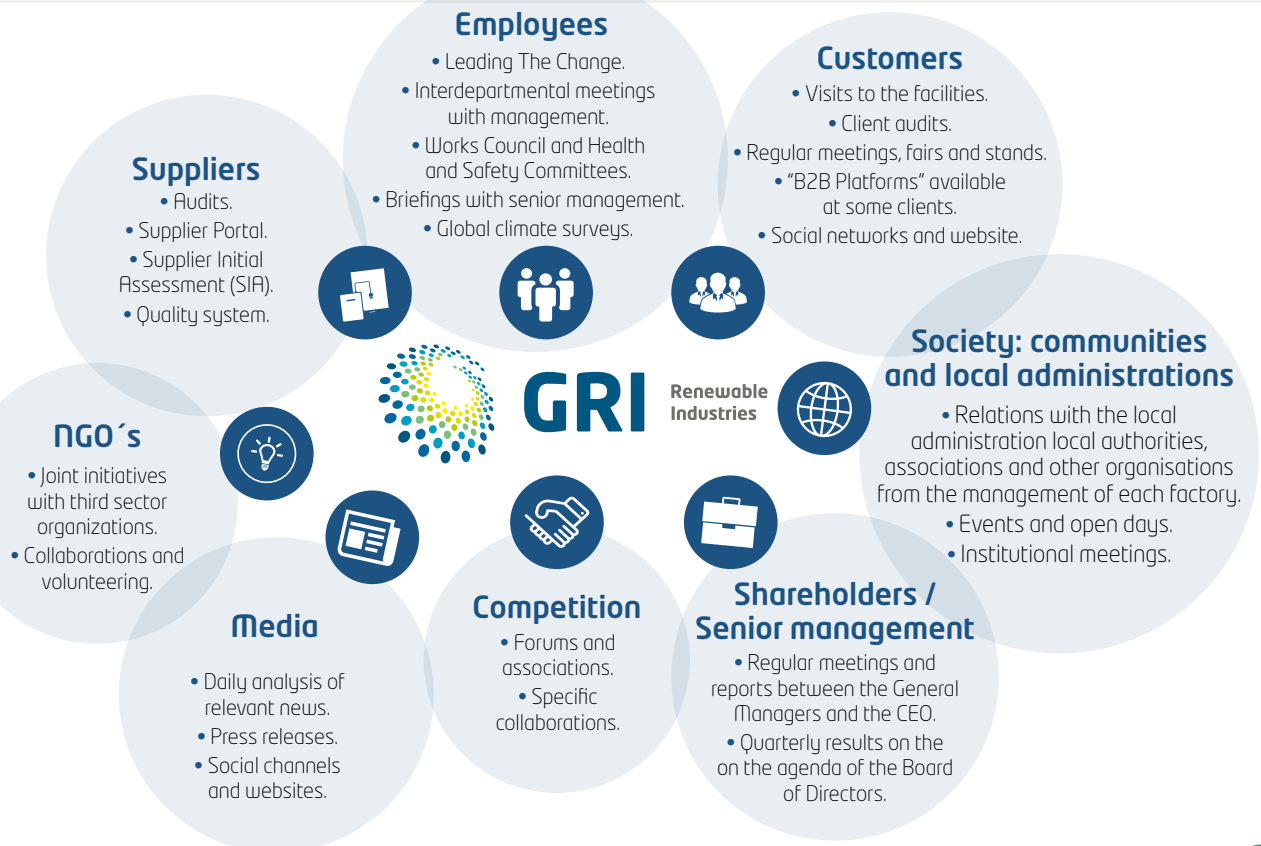 Employees
• Leading The Change.
• Interdepartmental meetings
with management.
• Works Council and Health
and Safety Committees.
• Briefings with senior management.
• Global climate surveys.
Customers
• Visits to the facilities.
• Client audits.
• Regular meetings, fairs and stands.
• "B2B Platforms" available
at some clients.
• Social networks and website.
Suppliers
• Audits.
• Supplier Portal.
• Supplier Initial
Assessment (SIA).
• Quality system.
GRI
Renewable
Industries
Society: communities
and local administrations
• Relations with the local
administration local authorities,
associations and other organisations
from the management of each factory.
• Events and open days.
• Institutional meetings.
NGO´s
• Joint initiatives
with third sector
organizations.
• Collaborations and
volunteering.
Media
• Daily analysis of
relevant news.
• Press releases.
• Social channels
and websites.
Competition
• Forums and
associations.
• Specific
collaborations.
Shareholders /
Senior management
• Regular meetings and
reports between the General
Managers and the CEO.
• Quarterly results on the
on the agenda of the Board
of Directors.